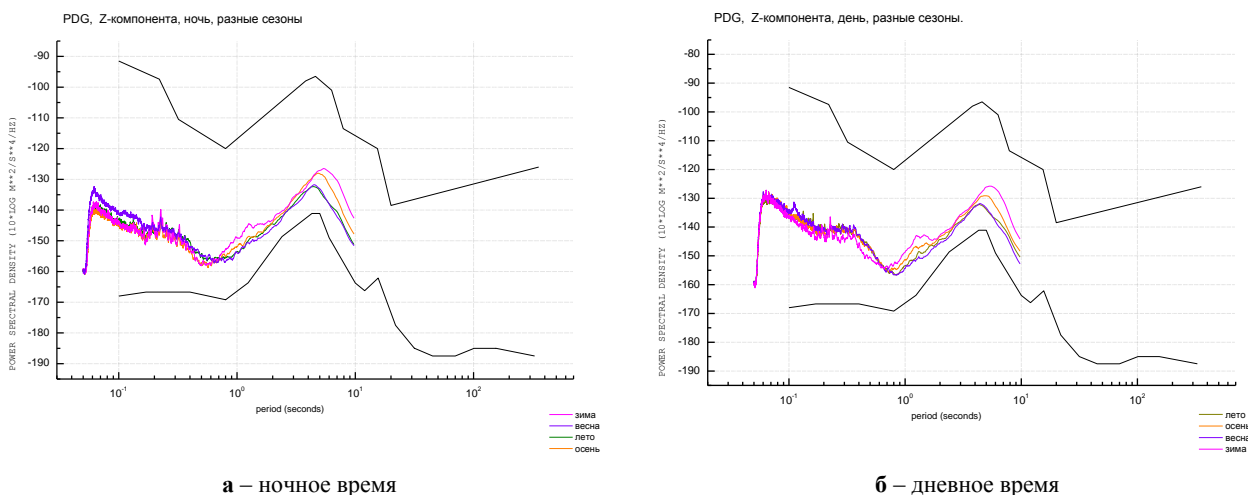 PDG, Z-компонента, ночь, разные сезоны
-90
-100
-110
-120
-130
-140
-150
-160
-170
-180
-190
POWER SPECTRAL DENSITY (10*LOG M**2/S**4/HZ)
10⁻¹ 10⁰ 10¹ 10²
period (seconds)
зима
весна
лето
осень
а – ночное время
PDG, Z-компонента, день, разные сезоны.
-80
-90
-100
-110
-120
-130
-140
-150
-160
-170
-180
-190
POWER SPECTRAL DENSITY (10*LOG M**2/S**4/HZ)
10⁻¹ 10⁰ 10¹ 10²
period (seconds)
лето
осень
весна
зима
б – дневное время